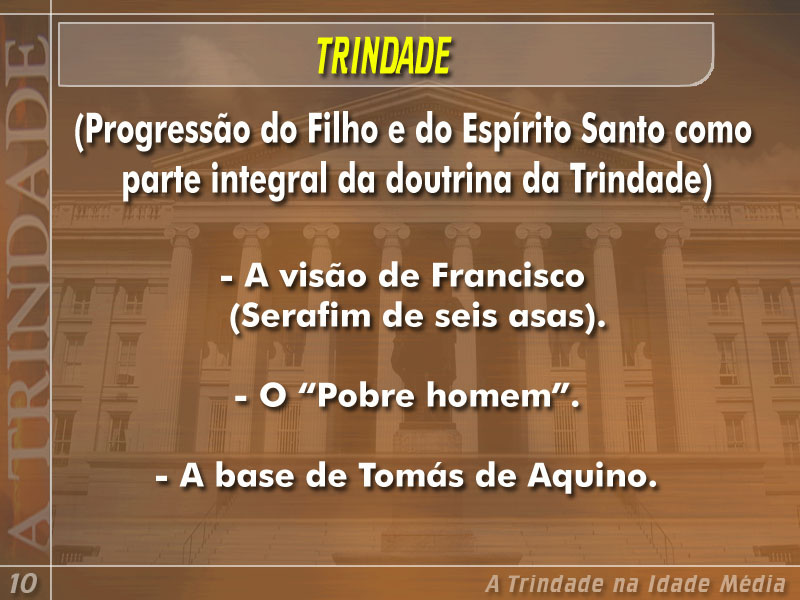 TRINDADE
(Progressão do Filho e do Espírito Santo como
parte integral da doutrina da Trindade)
- A visão de Francisco
(Serafim de seis asas).
- O “Pobre homem”.
- A base de Tomás de Aquino.
A TRINDADE
10
A Trindade na Idade Média